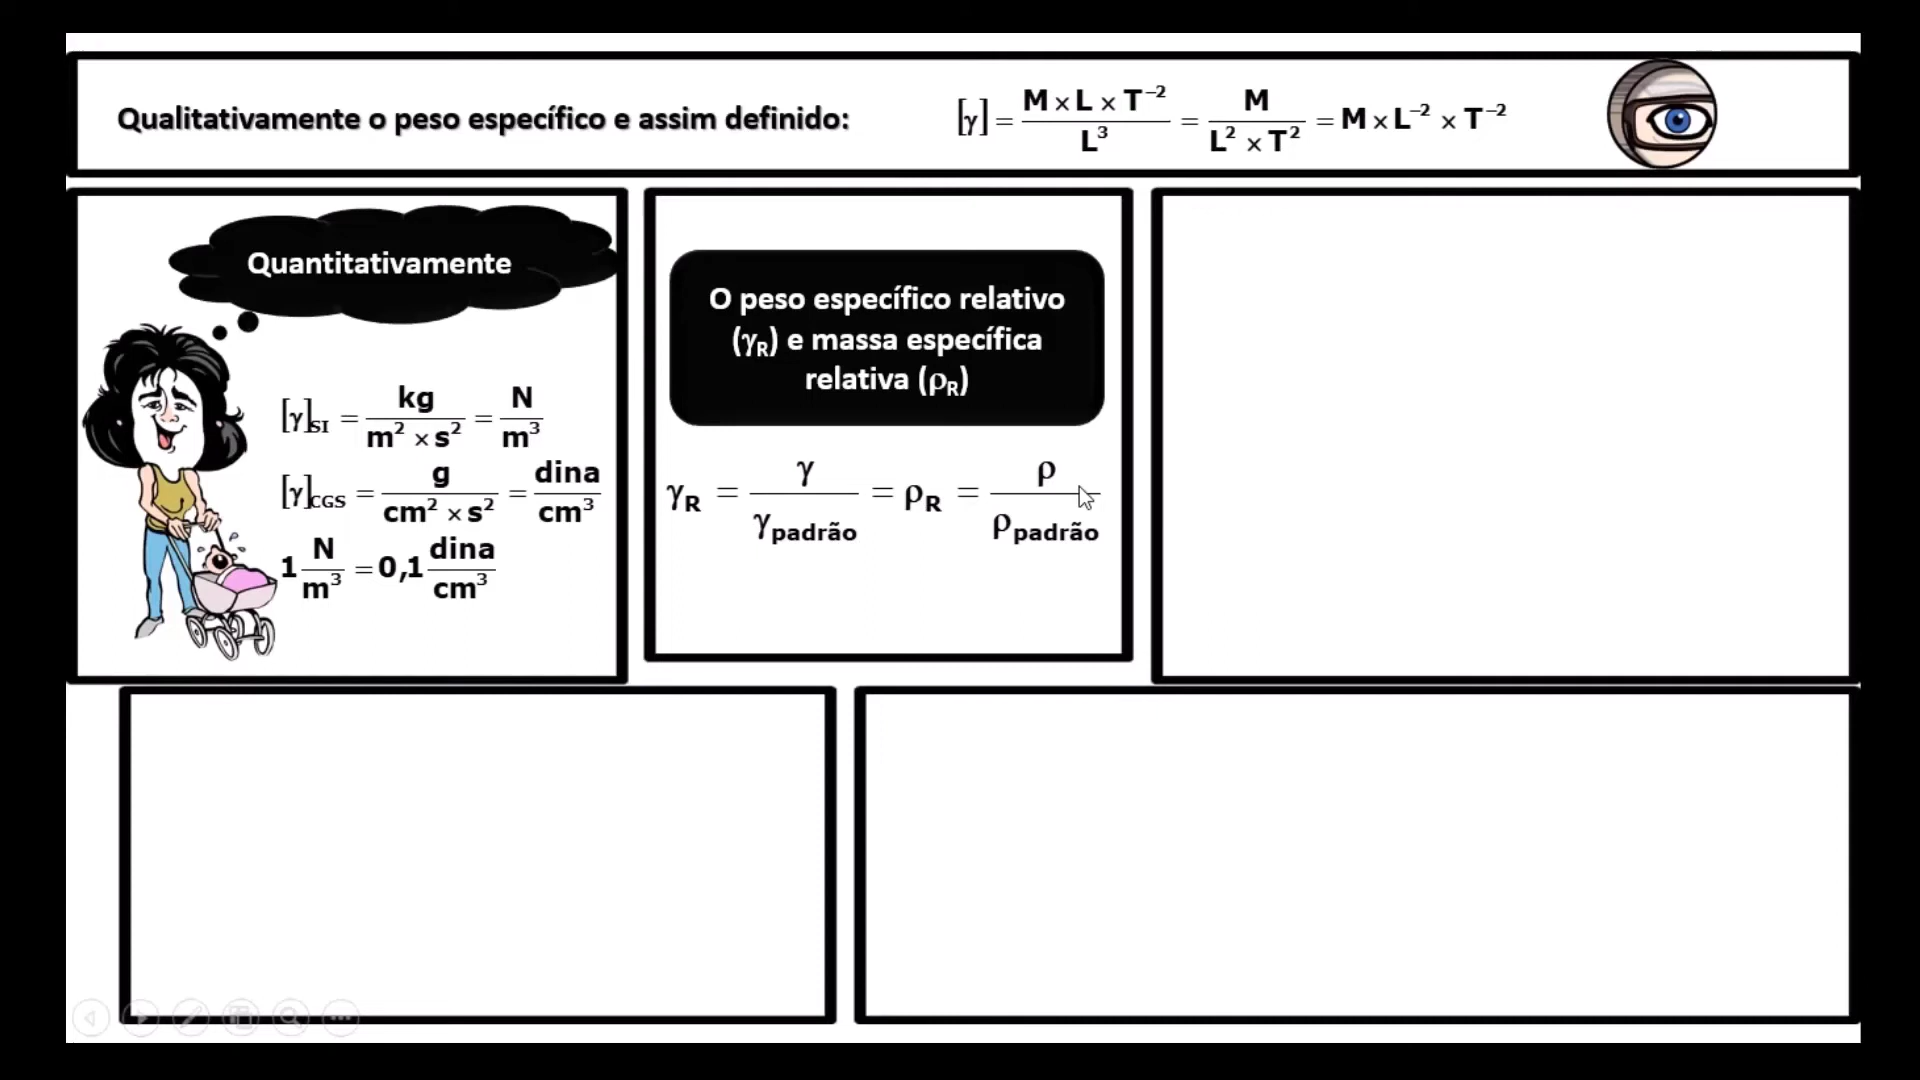 Qualitativamente o peso específico e assim definido:
[γ] = M × L × T⁻² / L³ = M / L² × T² = M × L⁻² × T⁻²
Quantitativamente
[γ]SI = kg / m² × s² = N / m³
[γ]CGS = g / cm² × s² = dina / cm³
1 N / m³ = 0,1 dina / cm³
O peso específico relativo
(γR) e massa específica
relativa (ρR)
γR = γ / γpadrão = ρR = ρ / ρpadrão